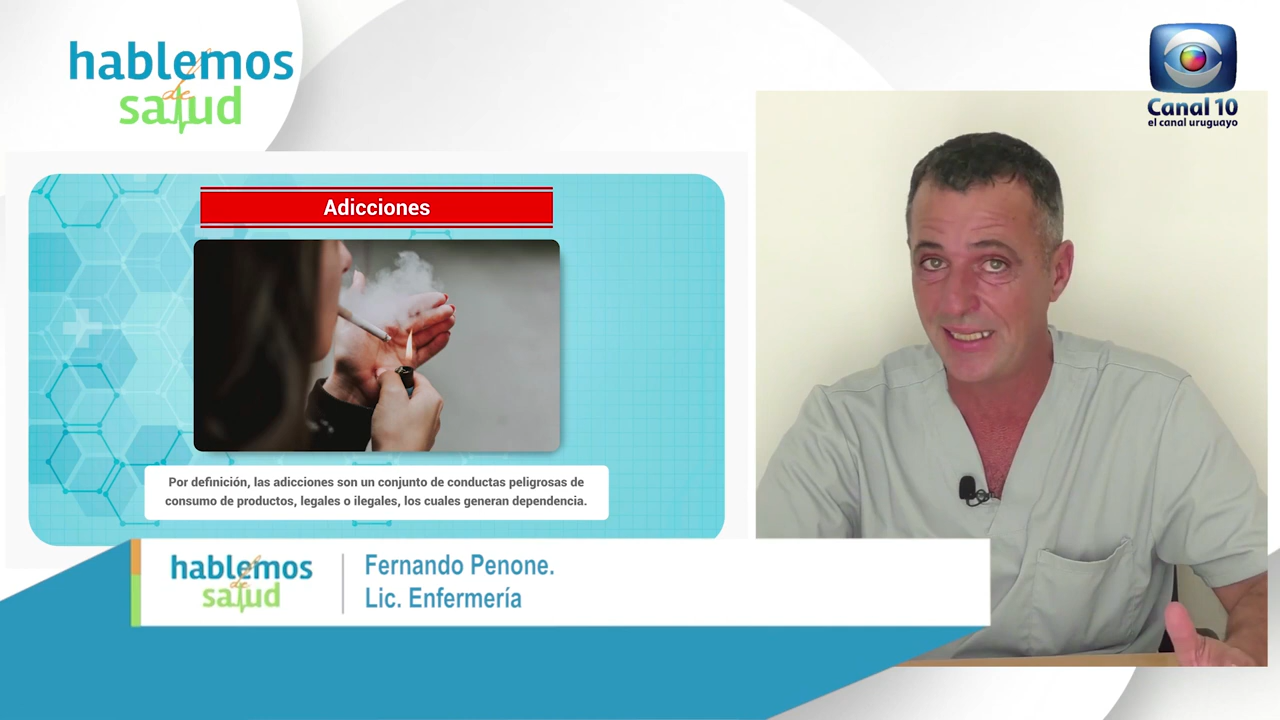 hablemos
de
salud
Canal 10
el canal uruguayo
Adicciones
Por definición, las adicciones son un conjunto de conductas peligrosas de
consumo de productos, legales o ilegales, los cuales generan dependencia.
hablemos
de
salud
Fernando Penone.
Lic. Enfermería